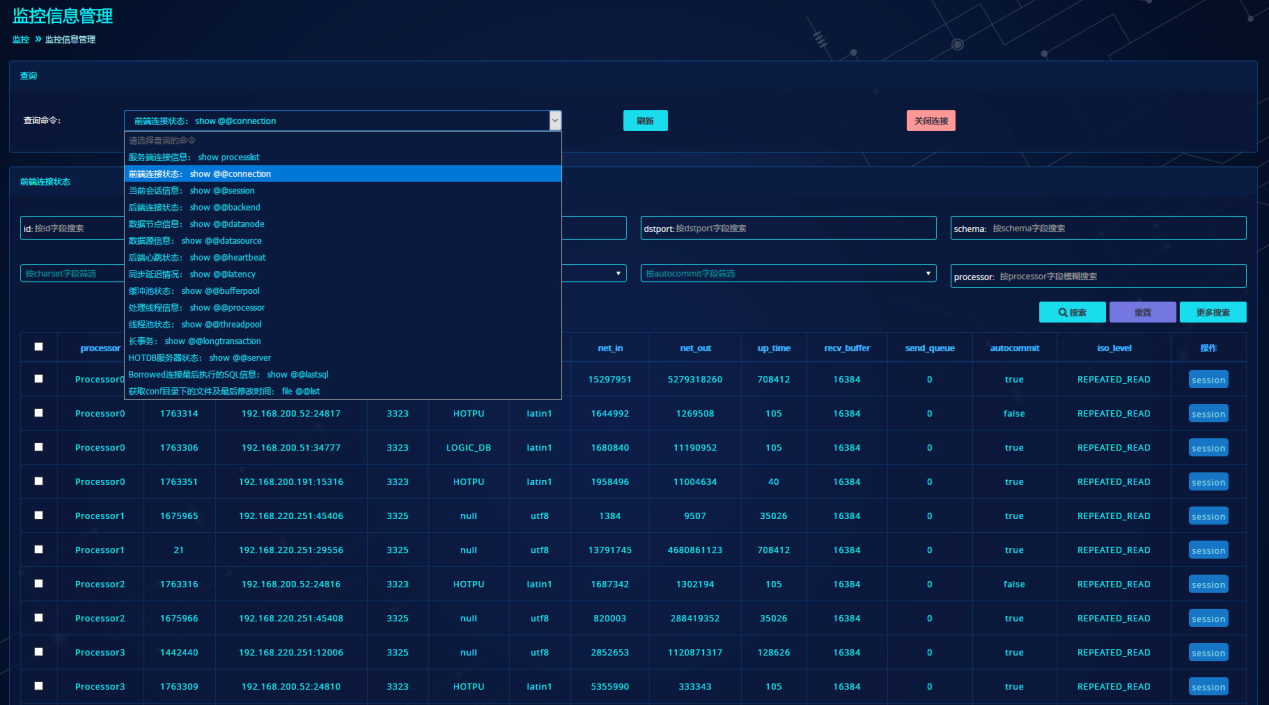 监控信息管理
监控 » 监控信息管理
查询
查询命令: 前端连接状态: show @@connection 刷新 关闭连接
请选择查询的命令
服务端连接信息: show processlist
前端连接状态: show @@connection
当前会话信息: show @@session
后端连接状态: show @@backend
数据节点信息: show @@datanode
数据源信息: show @@datasource
后端心跳状态: show @@heartbeat
同步延迟情况: show @@latency
缓冲池状态: show @@bufferpool
处理线程信息: show @@processor
线程池状态: show @@threadpool
长事务: show @@longtransaction
HOTDB服务器状态: show @@server
Borrowed连接最后执行的SQL信息: show @@lastsql
获取conf目录下的文件及最后修改时间: file @@list
前端连接状态
id: 按id字段搜索 dstport: 按dstport字段搜索 schema: 按schema字段搜索
按charset字段筛选 按autocommit字段筛选 processor: 按processor字段模糊搜索
搜索 重置 更多搜索
processor net_in net_out up_time recv_buffer send_queue autocommit iso_level 操作
Processor0 15297951 5279318260 708412 16384 0 true REPEATED_READ session
Processor0 1763314 192.168.200.52:24817 3323 HOTPU latin1 1644992 1269508 105 16384 0 false REPEATED_READ session
Processor0 1763306 192.168.200.51:34777 3323 LOGIC_DB latin1 1680840 11190952 105 16384 0 true REPEATED_READ session
Processor0 1763351 192.168.200.191:15316 3323 HOTPU latin1 1958496 11004634 40 16384 0 true REPEATED_READ session
Processor1 1675965 192.168.220.251:45406 3325 null utf8 1384 9507 35026 16384 0 true REPEATED_READ session
Processor1 21 192.168.220.251:29556 3325 null utf8 13791745 4680861123 708412 16384 0 true REPEATED_READ session
Processor2 1763316 192.168.200.52:24816 3323 HOTPU latin1 1687342 1302194 105 16384 0 false REPEATED_READ session
Processor2 1675966 192.168.220.251:45408 3325 null utf8 820003 288419352 35026 16384 0 true REPEATED_READ session
Processor3 1442440 192.168.220.251:12006 3325 null utf8 2852653 1120871317 128626 16384 0 true REPEATED_READ session
Processor3 1763309 192.168.200.52:24810 3323 HOTPU latin1 5355990 333343 105 16384 0 true REPEATED_READ session